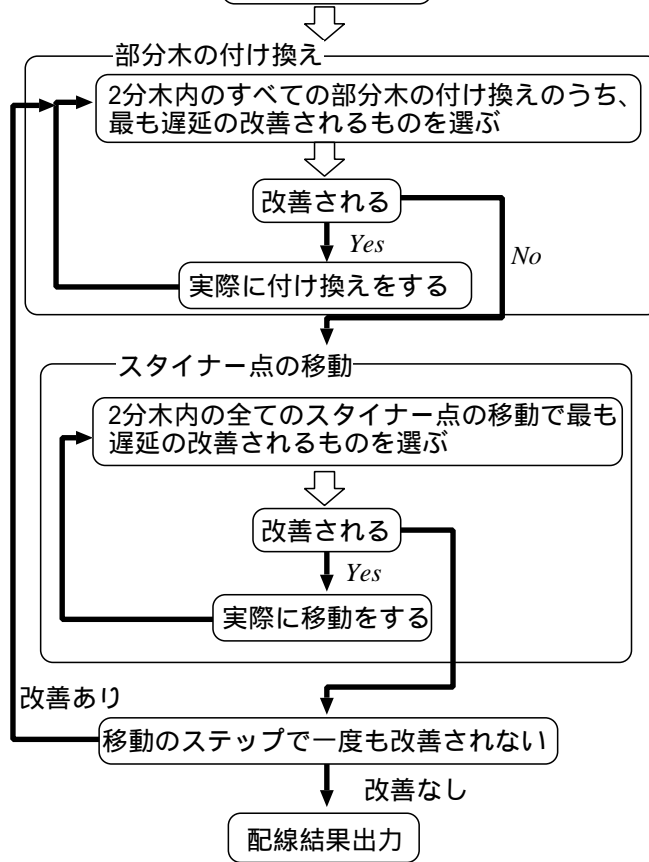 部分木の付け換え
2分木内のすべての部分木の付け換えのうち、
最も遅延の改善されるものを選ぶ
改善される
Yes
No
実際に付け換えをする
スタイナー点の移動
2分木内の全てのスタイナー点の移動で最も
遅延の改善されるものを選ぶ
改善される
Yes
実際に移動をする
改善あり
移動のステップで一度も改善されない
改善なし
配線結果出力